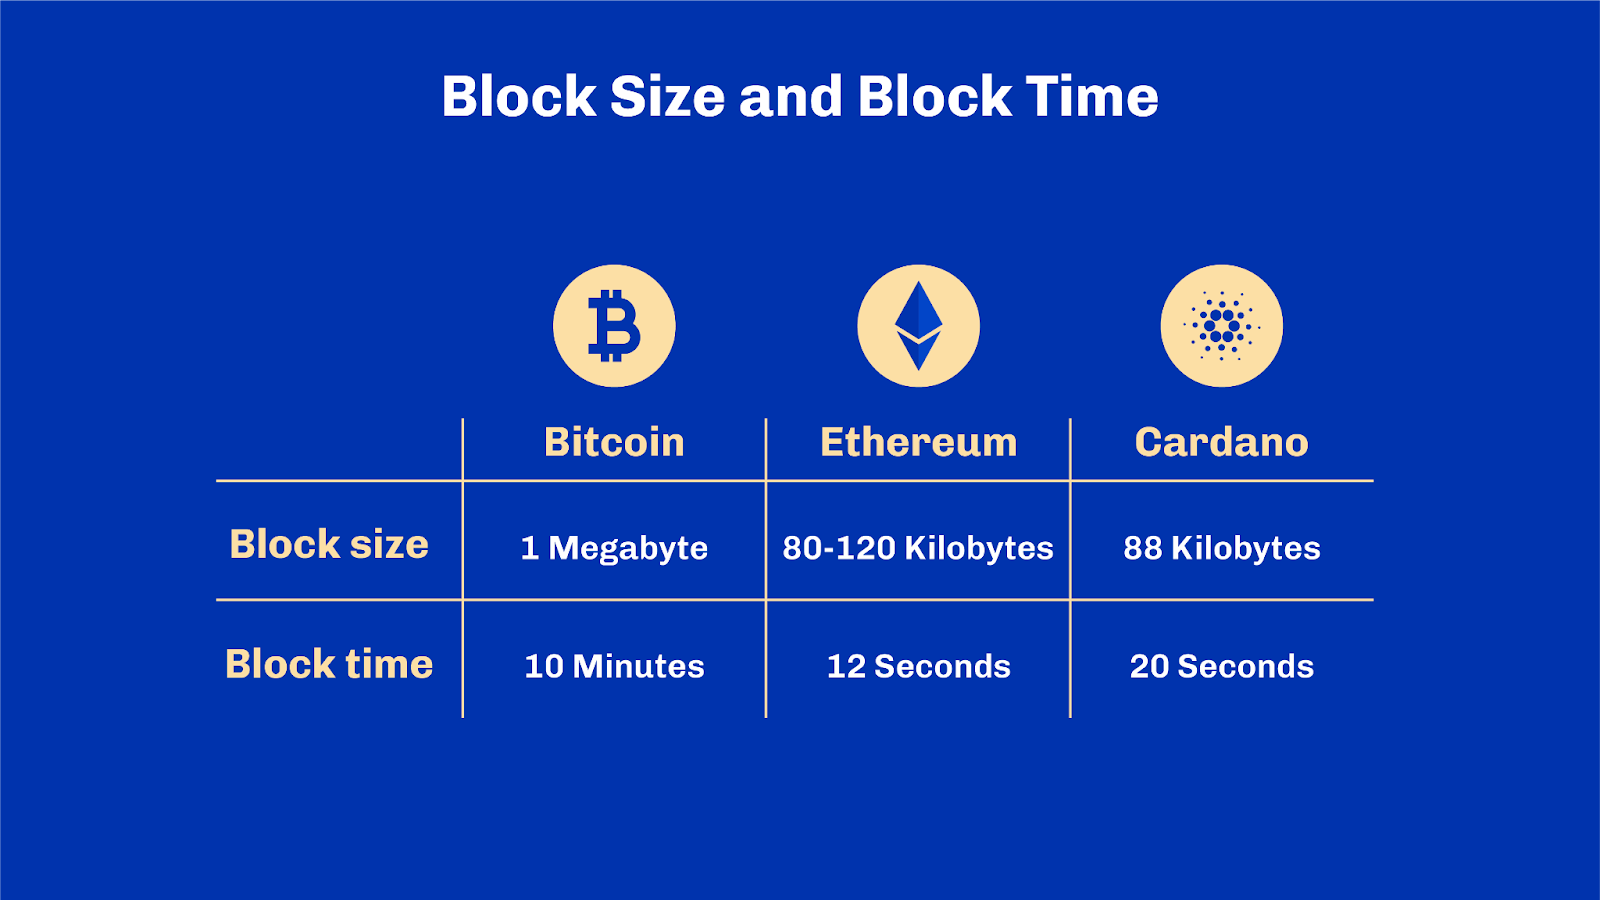 Block Size and Block Time
Bitcoin Ethereum Cardano
Block size 1 Megabyte 80-120 Kilobytes 88 Kilobytes
Block time 10 Minutes 12 Seconds 20 Seconds